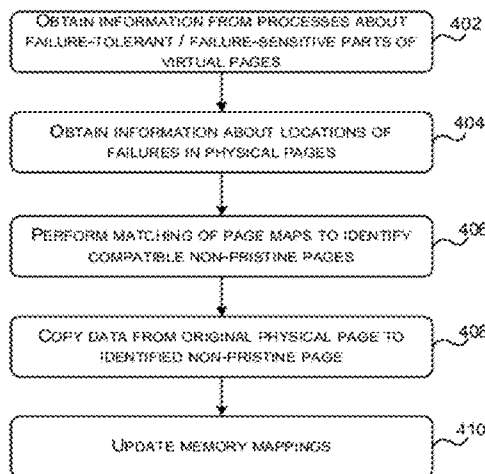 OBTAIN INFORMATION FROM PROCESSES ABOUT
FAILURE-TOLERANT / FAILURE-SENSITIVE PARTS OF
VIRTUAL PAGES
402
OBTAIN INFORMATION ABOUT LOCATIONS OF
FAILURES IN PHYSICAL PAGES
404
PERFORM MATCHING OF PAGE MAPS TO IDENTIFY
COMPATIBLE NON-PRISTINE PAGES
406
COPY DATA FROM ORIGINAL PHYSICAL PAGE TO
IDENTIFIED NON-PRISTINE PAGE
408
UPDATE MEMORY MAPPINGS
410